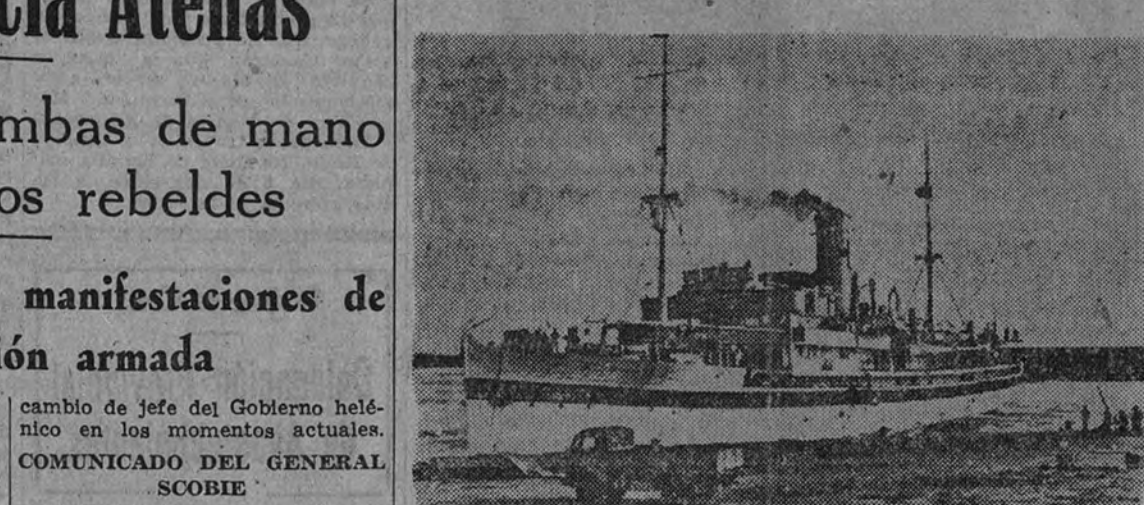 Atenas
mbas de mano
os rebeldes
manifestaciones de
ión armada
cambio de jefe del Gobierno helé-
nico en los momentos actuales.
COMUNICADO DEL GENERAL
SCOBIE